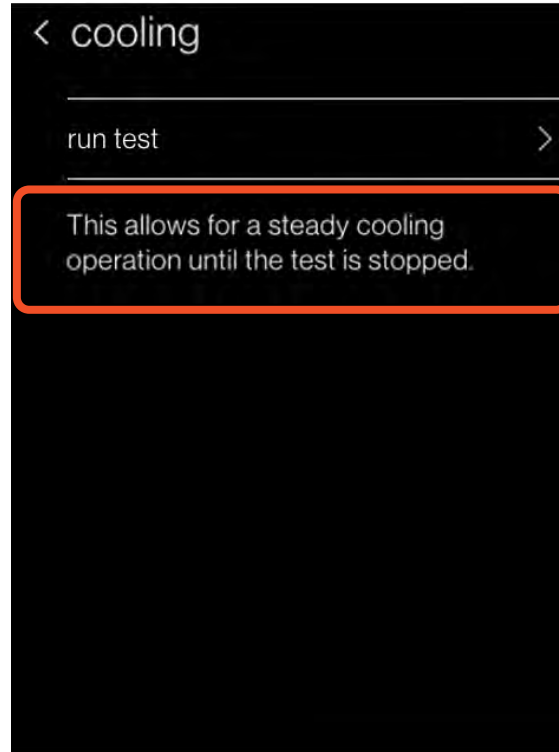 cooling
run test
This allows for a steady cooling
operation until the test is stopped.